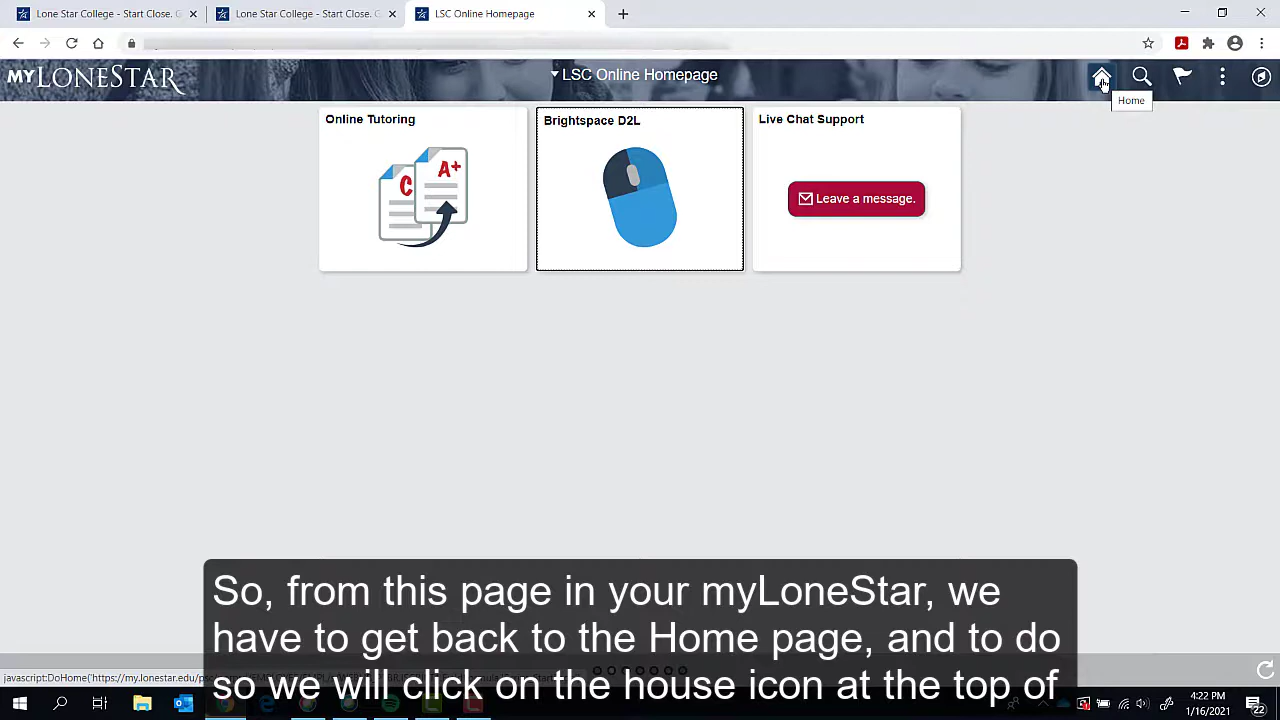 Lone Star College - Start Close. G
Lone Star College - Start Close. G
LSC Online Homepage
MYLONESTAR
LSC Online Homepage
Home
Online Tutoring
Brightspace D2L
Live Chat Support
C
A+
Leave a message.
So, from this page in your myLoneStar, we
have to get back to the Home page, and to do
so we will click on the house icon at the top of
4:22 PM
1/16/2021
22